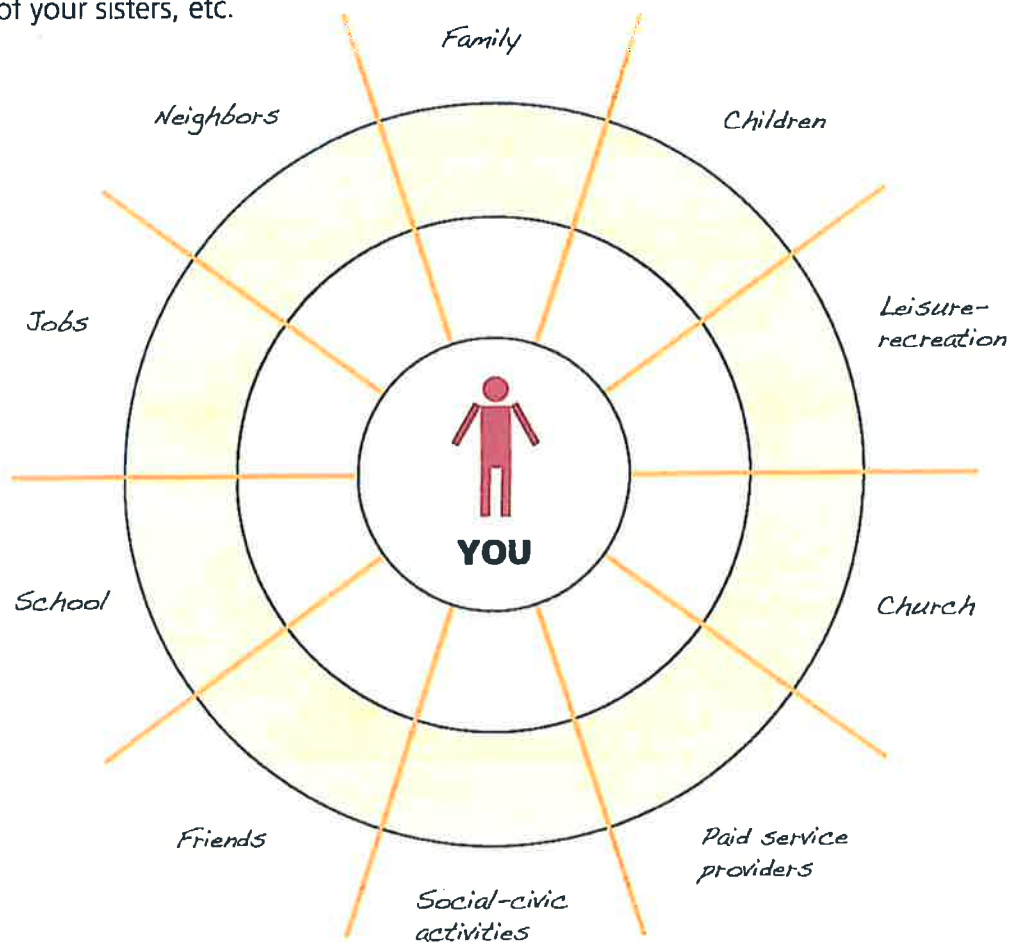 of your sisters, etc.
Family
Neighbors
Children
Jobs
Leisure-
recreation
YOU
School
Church
Friends
Paid service
providers
Social-civic
activities